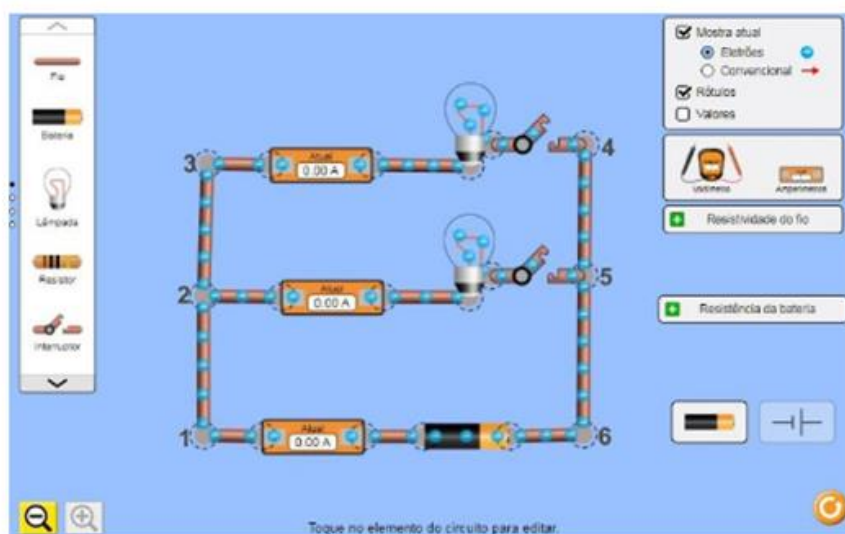 Mostra atual
Eletrões
Convencional
Rótulos
Valores
Fio
Bateria
Lâmpada
Resistor
Interruptor
Voltímetro
Amperímetros
Resistividade do fio
Resistência da bateria
3
Atual
0.00 A
4
2
Atual
0.00 A
5
1
Atual
0.00 A
6
Toque no elemento do circuito para editar.